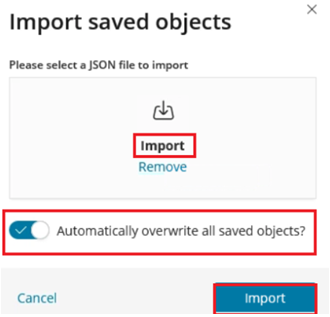 Import saved objects
Please select a JSON file to import
Import
Remove
Automatically overwrite all saved objects?
Cancel
Import